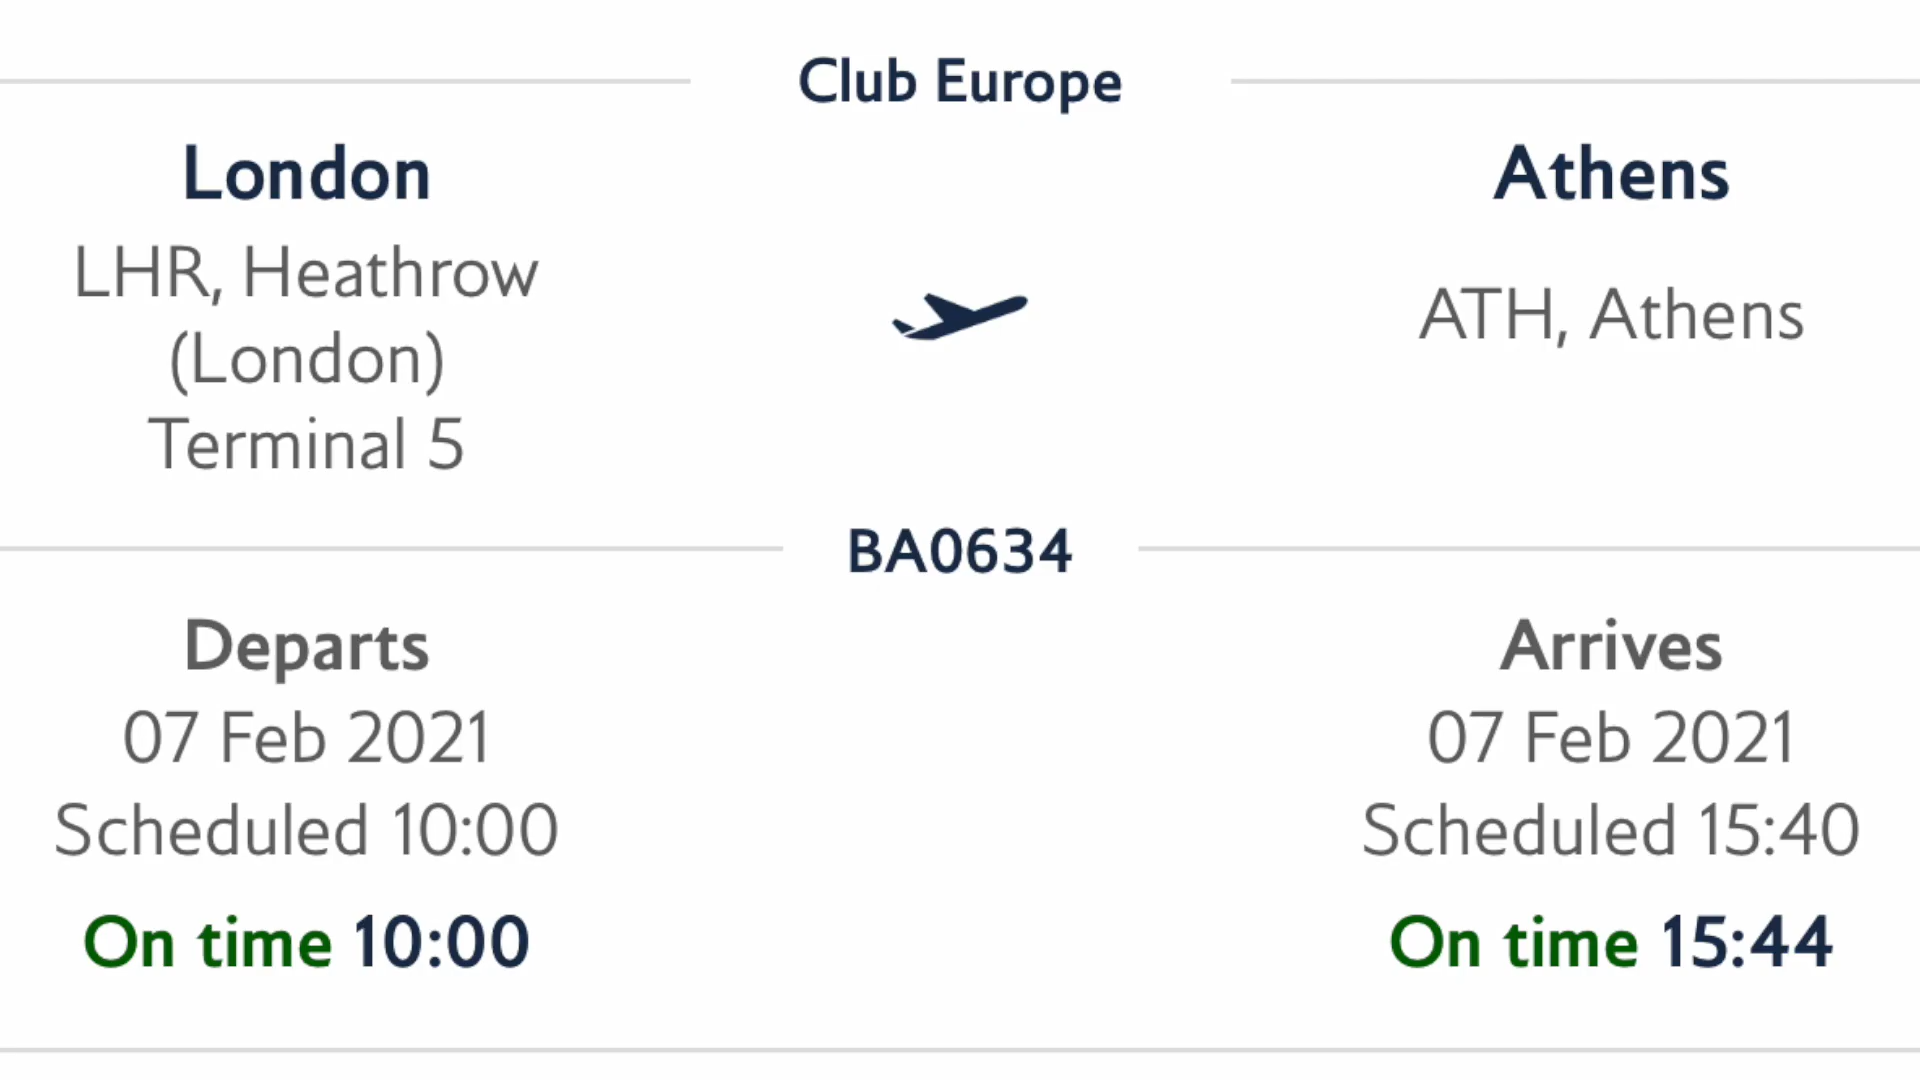 Club Europe
London
LHR, Heathrow
(London)
Terminal 5
Athens
ATH, Athens
BA0634
Departs
07 Feb 2021
Scheduled 10:00
On time 10:00
Arrives
07 Feb 2021
Scheduled 15:40
On time 15:44